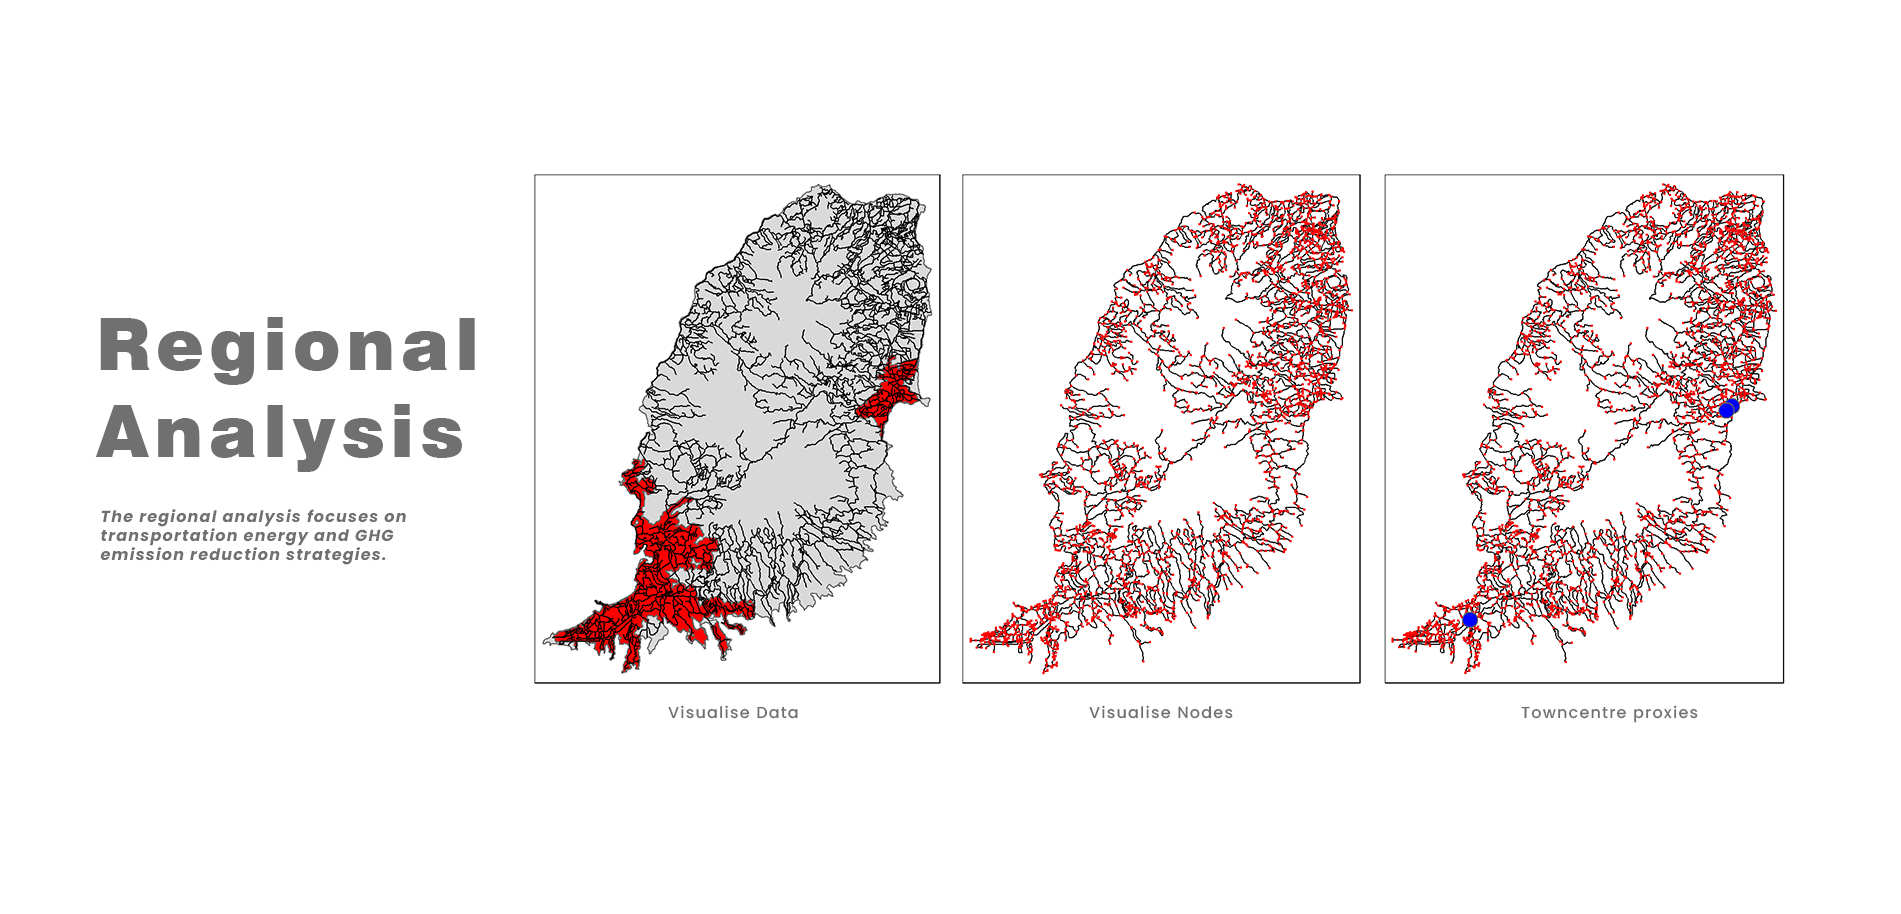 Regional
Analysis
The regional analysis focuses on
transportation energy and GHG
emission reduction strategies.
Visualise Data
Visualise Nodes
Towncentre proxies